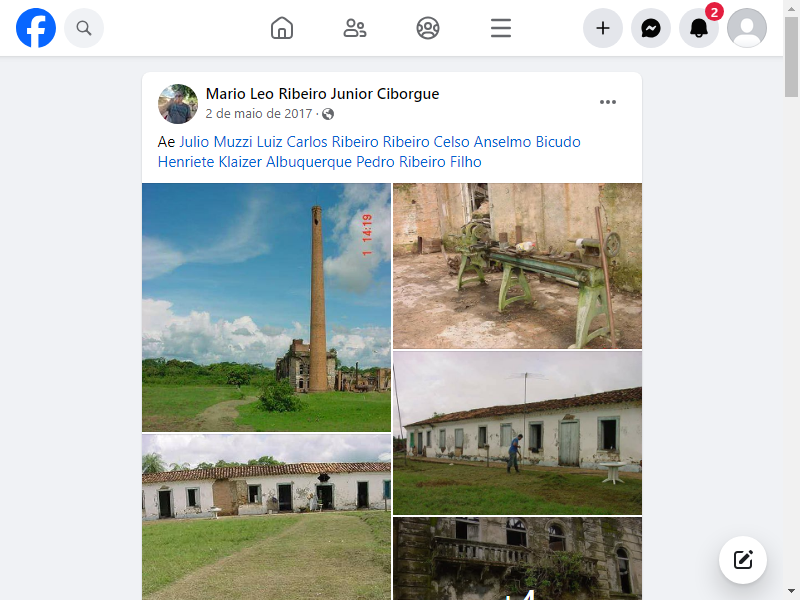 2
Mario Leo Ribeiro Junior Ciborgue
2 de maio de 2017 ·
Ae Julio Muzzi Luiz Carlos Ribeiro Ribeiro Celso Anselmo Bicudo
Henriete Klaizer Albuquerque Pedro Ribeiro Filho
1 14:19
+4